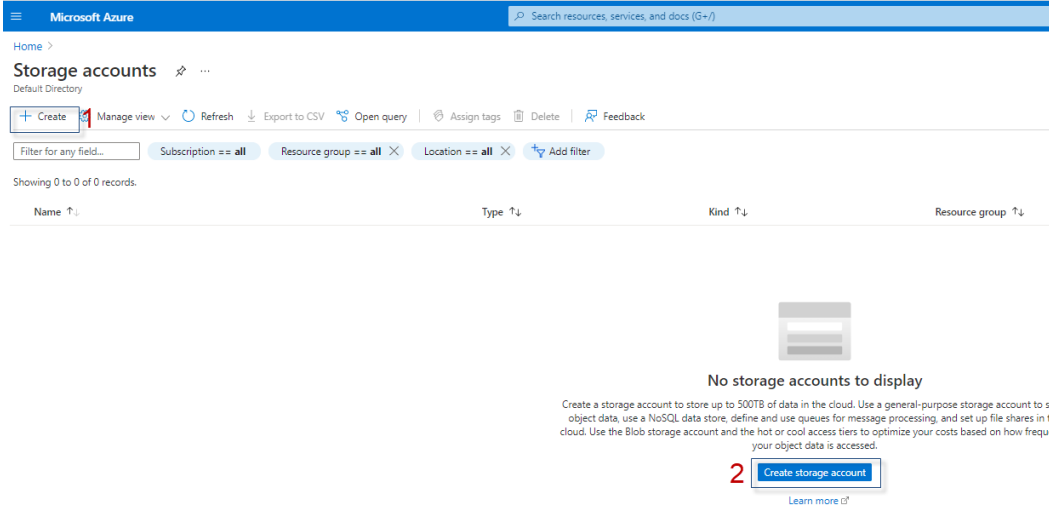 Microsoft Azure
Search resources, services, and docs (G+/)
Home >
Storage accounts ...
Default Directory
+ Create 1 Manage view Refresh Export to CSV Open query Assign tags Delete Feedback
Filter for any field... Subscription == all Resource group == all Location == all Add filter
Showing 0 to 0 of 0 records.
Name ↑↓ Type ↑↓ Kind ↑↓ Resource group ↑↓
No storage accounts to display
Create a storage account to store up to 500TB of data in the cloud. Use a general-purpose storage account to s
object data, use a NoSQL data store, define and use queues for message processing, and set up file shares in t
cloud. Use the Blob storage account and the hot or cool access tiers to optimize your costs based on how frequ
your object data is accessed.
2 Create storage account
Learn more